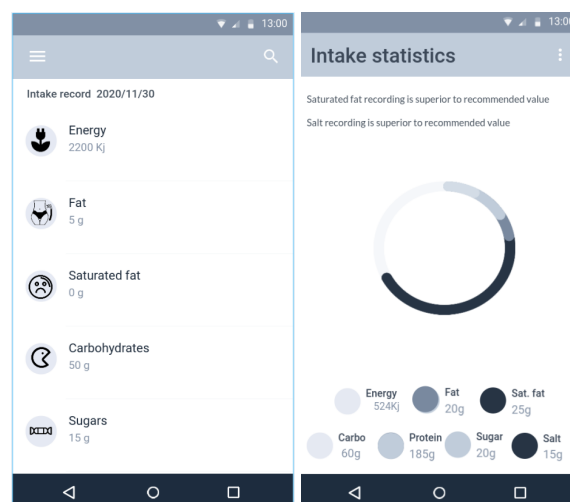 13:00
Intake record 2020/11/30
Energy
2200 Kj
Fat
5 g
Saturated fat
0 g
Carbohydrates
50 g
Sugars
15 g
13:00
Intake statistics
Saturated fat recording is superior to recommended value
Salt recording is superior to recommended value
Energy
524Kj
Fat
20g
Sat. fat
25g
Carbo
60g
Protein
185g
Sugar
20g
Salt
15g